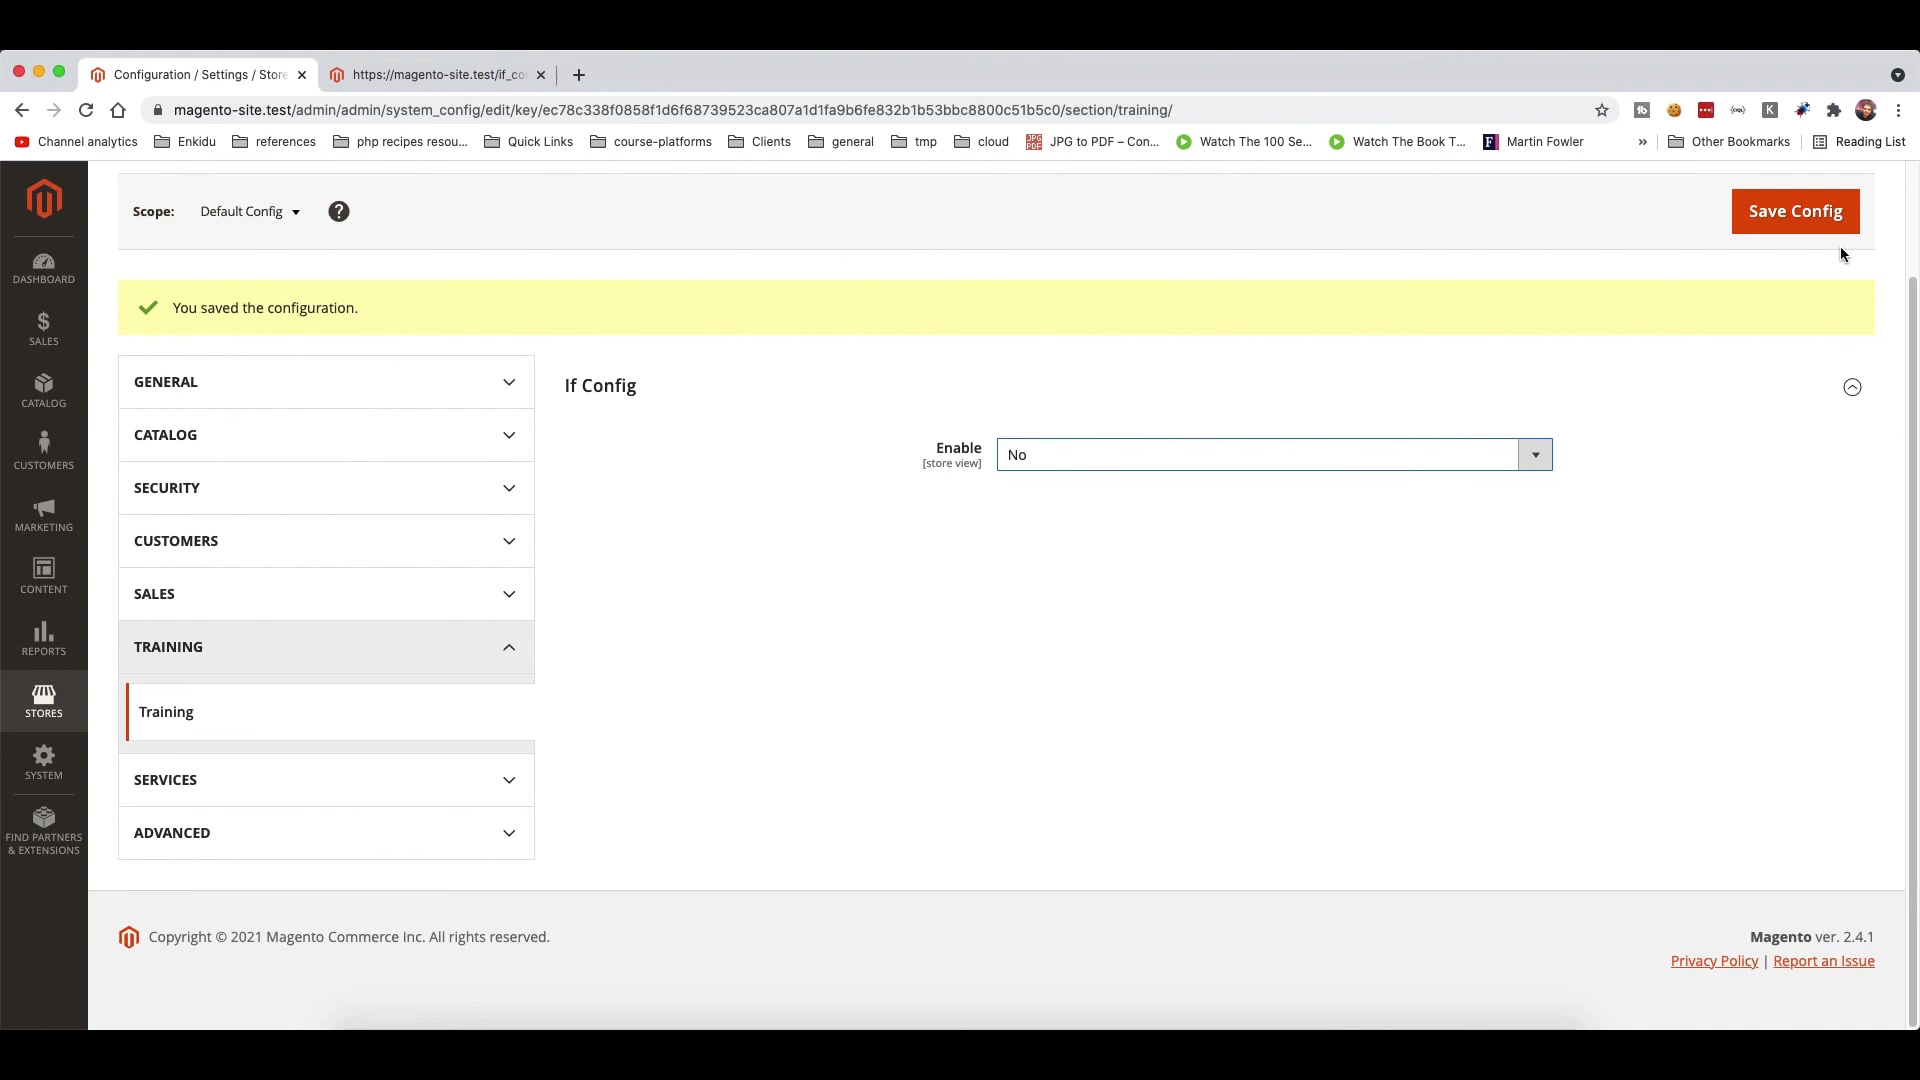 Configuration / Settings / Store
https://magento-site.test/if_co
magento-site.test/admin/admin/system_config/edit/key/ec78c338f0858f1d6f68739523ca807a1d1fa9b6fe832b1b53bbc8800c51b5c0/section/training/
Channel analytics
Enkidu
references
php recipes resou...
Quick Links
course-platforms
Clients
general
tmp
cloud
JPG to PDF – Con...
Watch The 100 Se...
Watch The Book T...
Martin Fowler
»
Other Bookmarks
Reading List
Scope:
Default Config
?
Save Config
You saved the configuration.
DASHBOARD
SALES
CATALOG
CUSTOMERS
MARKETING
CONTENT
REPORTS
STORES
SYSTEM
FIND PARTNERS
& EXTENSIONS
GENERAL
CATALOG
SECURITY
CUSTOMERS
SALES
TRAINING
Training
SERVICES
ADVANCED
If Config
Enable
[store view]
No
Copyright © 2021 Magento Commerce Inc. All rights reserved.
Magento ver. 2.4.1
Privacy Policy | Report an Issue